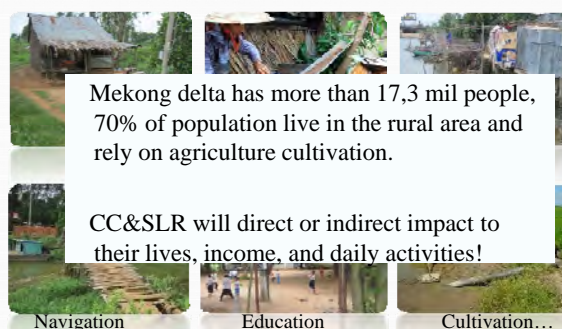 Mekong delta has more than 17,3 mil people,
70% of population live in the rural area and
rely on agriculture cultivation.
CC&SLR will direct or indirect impact to
their lives, income, and daily activities!
Navigation
Education
Cultivation…